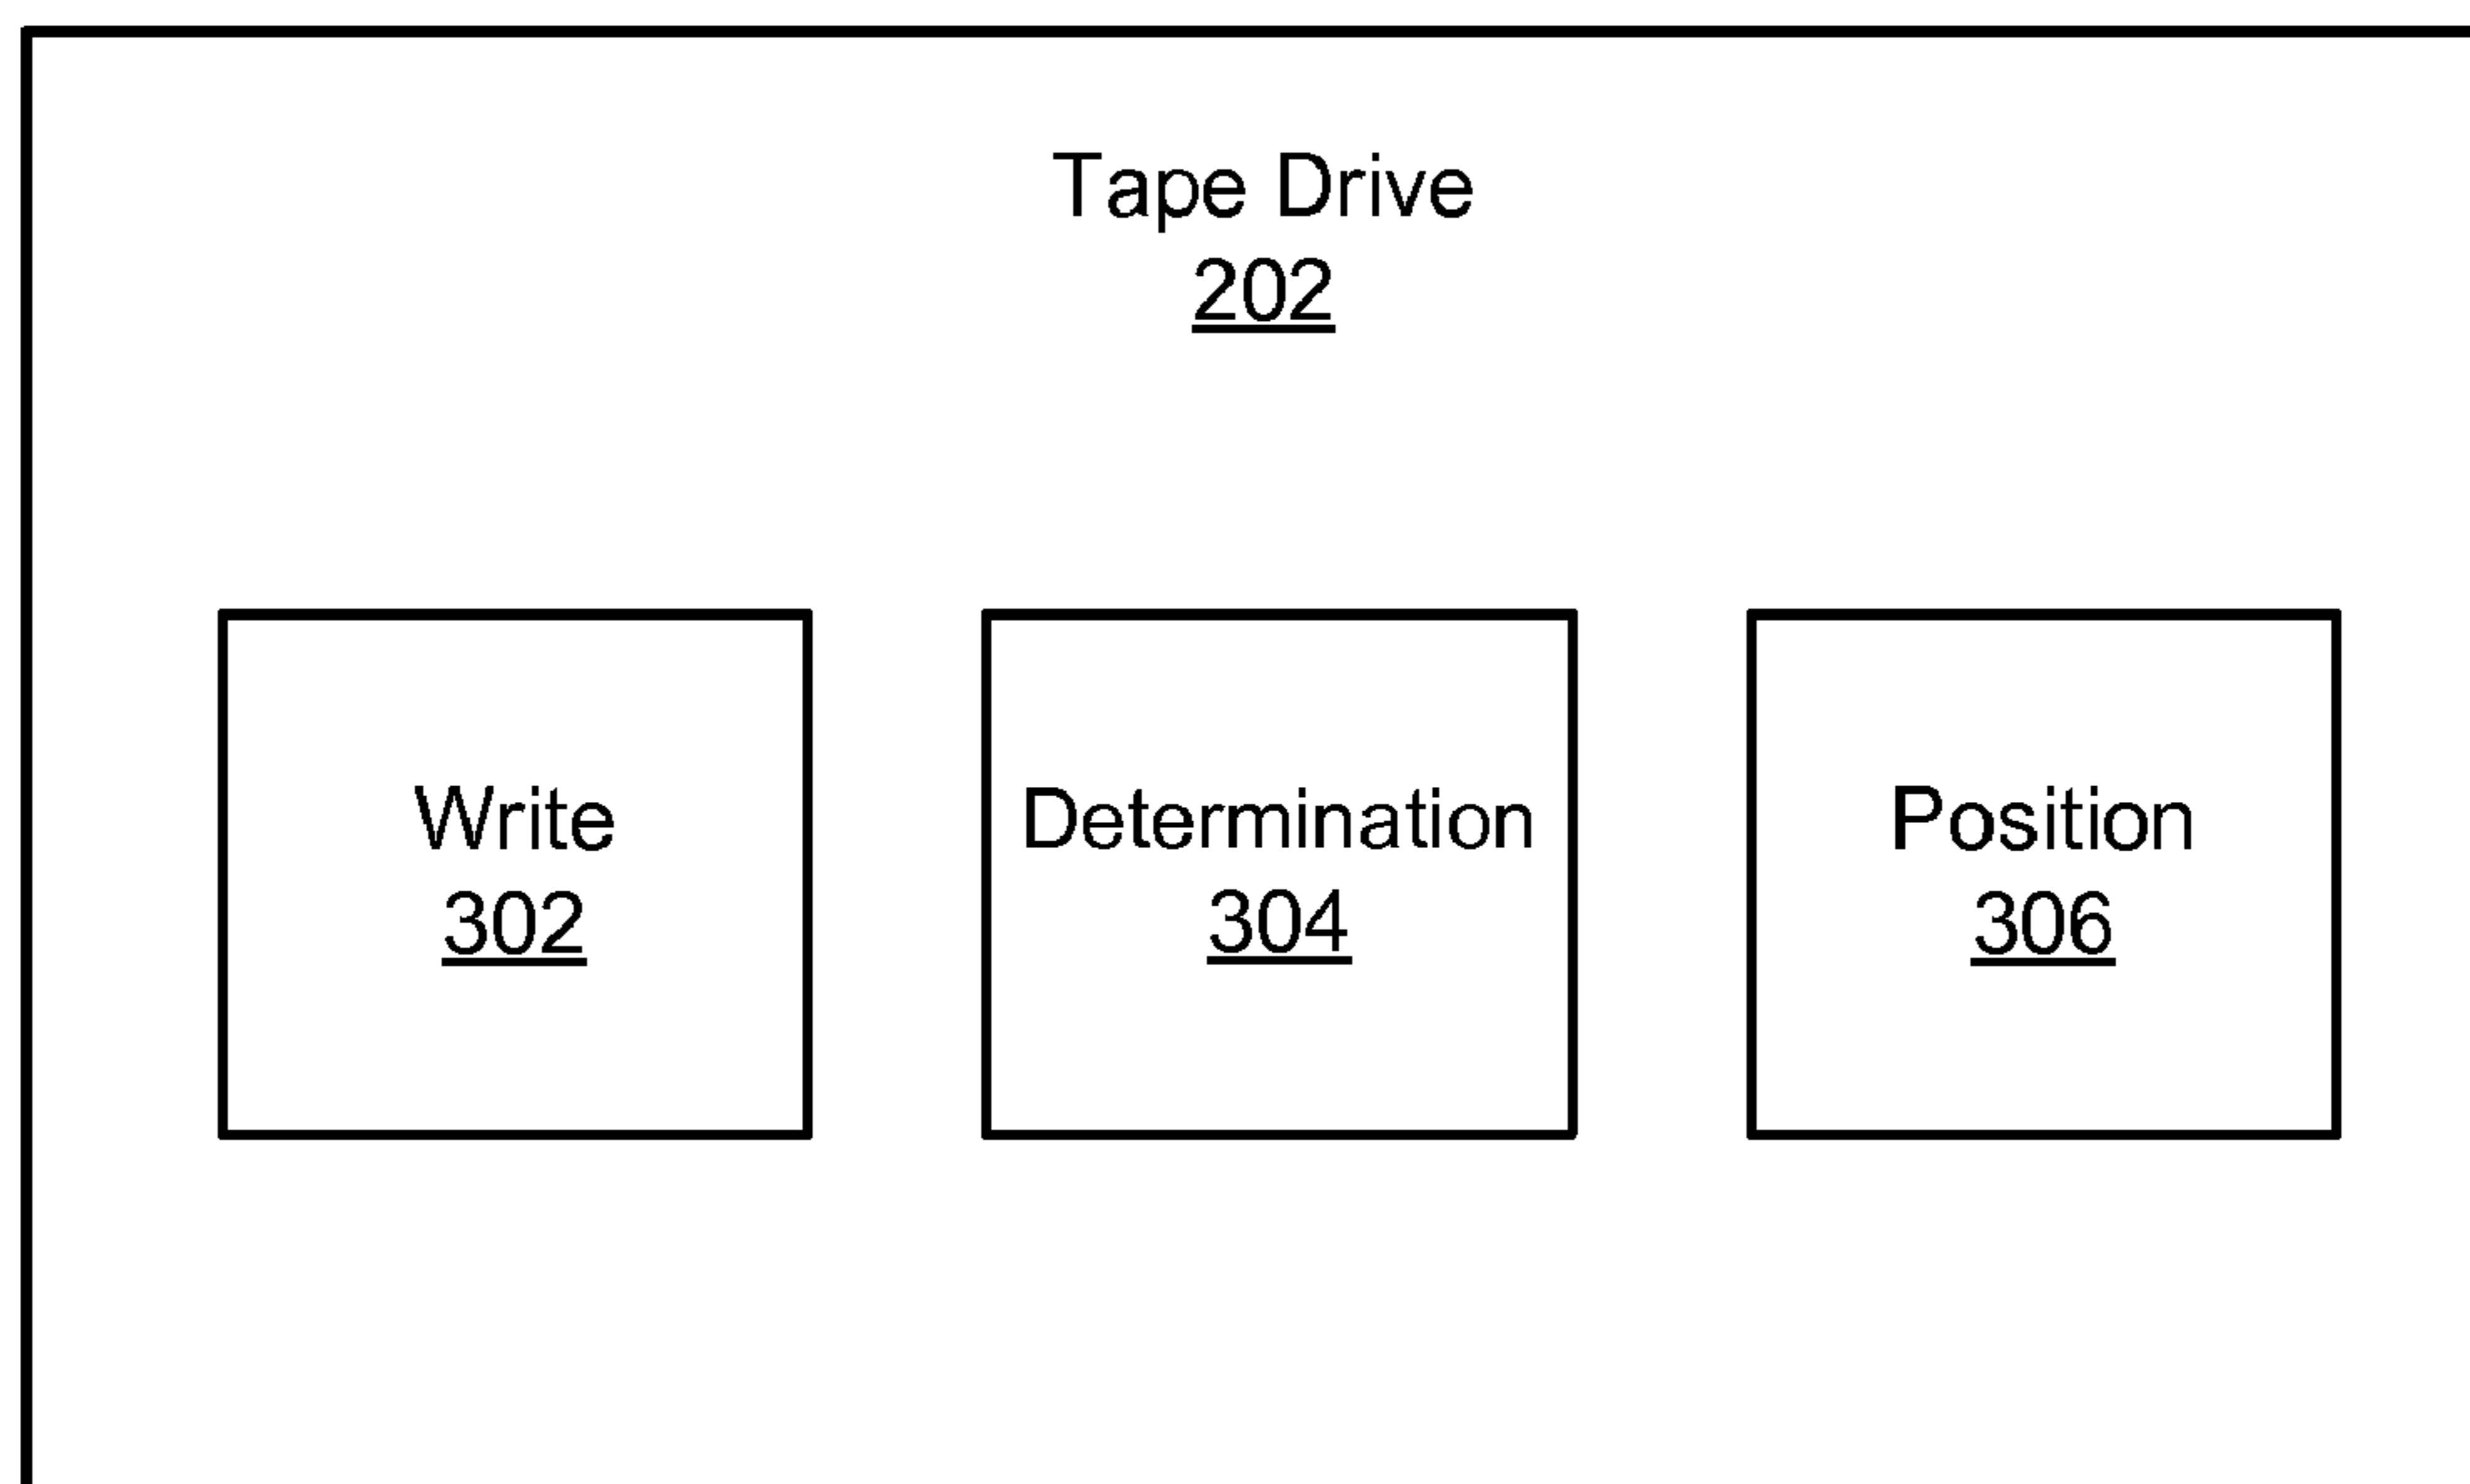 Tape Drive
202
Write
302
Determination
304
Position
306